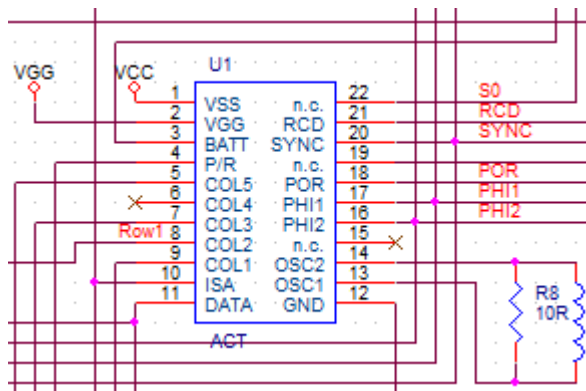 U1
VGG VCC
1 VSS n.c. 22 S0
2 VGG RCD 21 RCD
3 BATT SYNC 20 SYNC
4 P/R n.c. 19
5 COL5 POR 18 POR
6 COL4 PHI1 17 PHI1
7 COL3 PHI2 16 PHI2
Row1 8 COL2 n.c. 15
9 COL1 OSC2 14
10 ISA OSC1 13
11 DATA GND 12
R8
10R
ACT